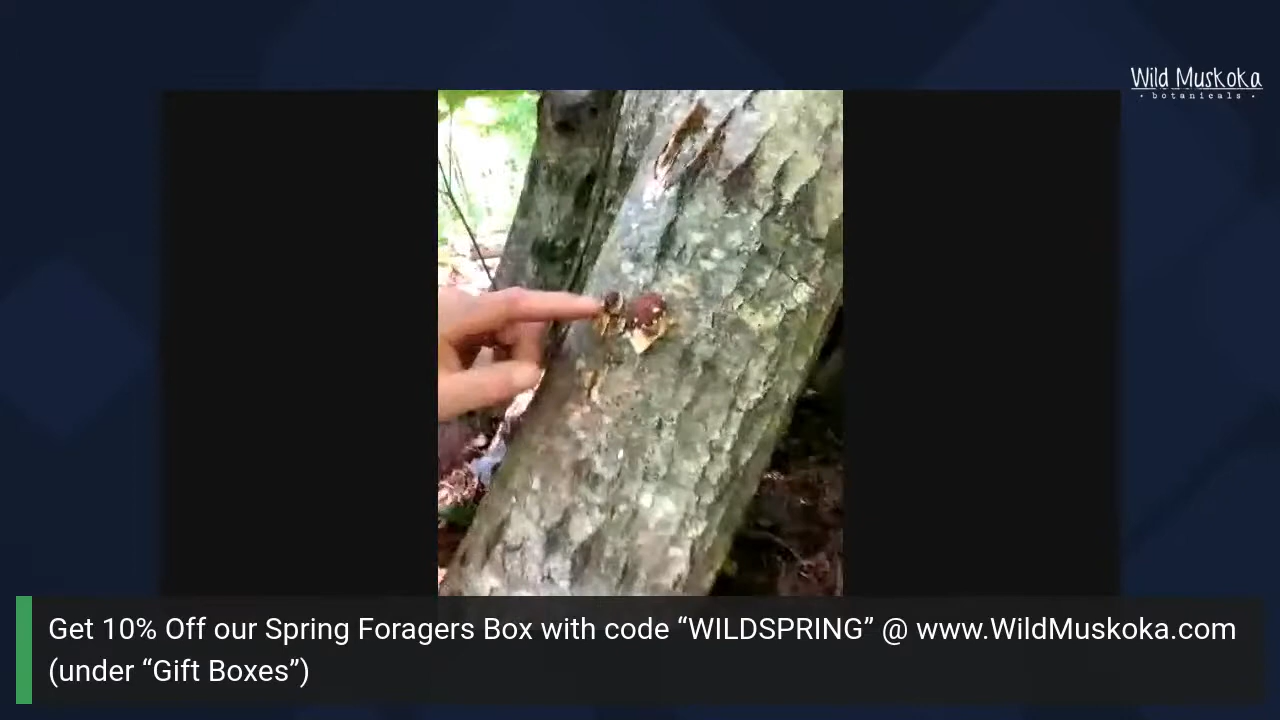 Wild Muskoka
• botanicals •
Get 10% Off our Spring Foragers Box with code “WILDSPRING” @ www.WildMuskoka.com
(under “Gift Boxes”)